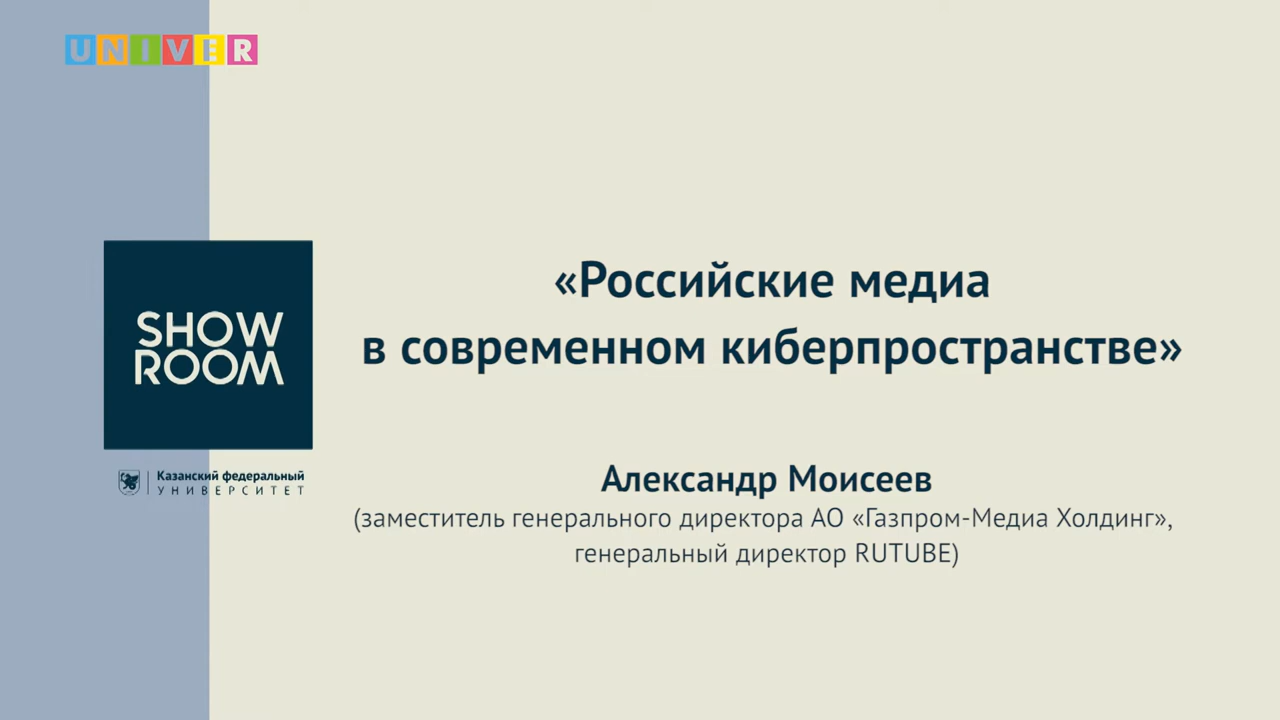 UNIVER
SHOW
ROOM
Казанский федеральный
УНИВЕРСИТЕТ
«Российские медиа
в современном киберпространстве»
Александр Моисеев
(заместитель генерального директора АО «Газпром-Медиа Холдинг»,
генеральный директор RUTUBE)